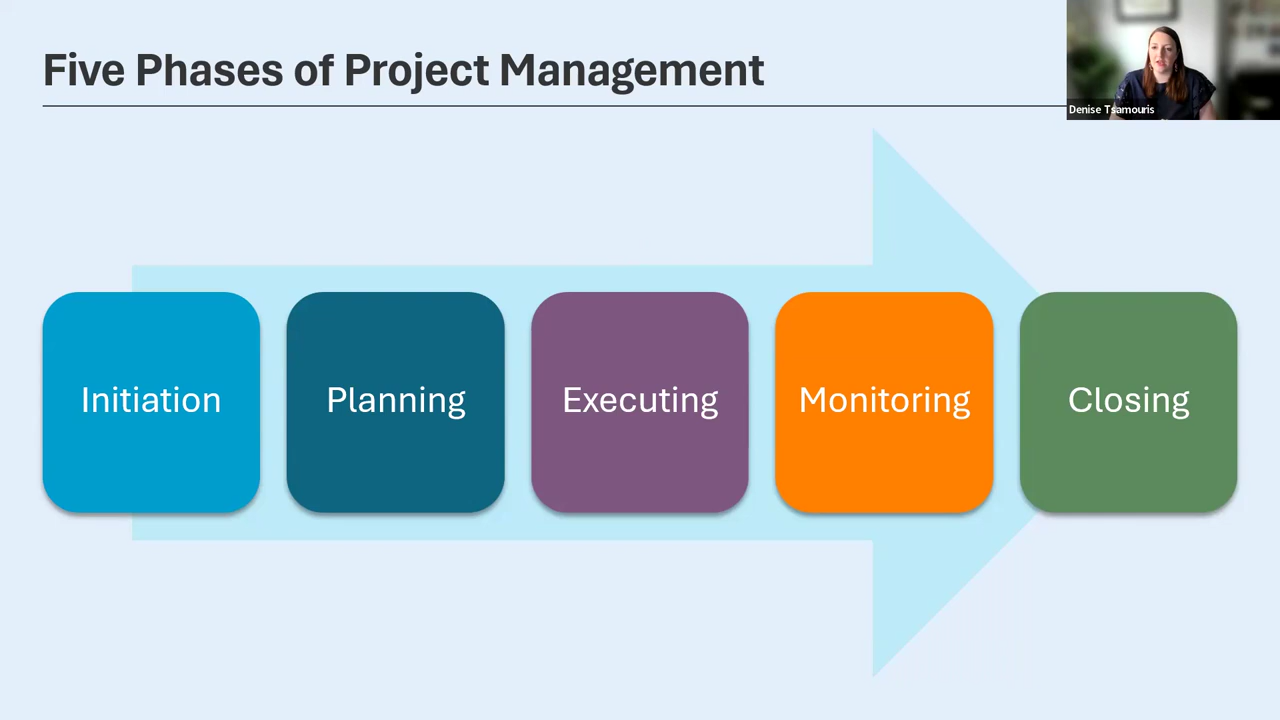 Five Phases of Project Management
Denise Tsamouris
Initiation
Planning
Executing
Monitoring
Closing